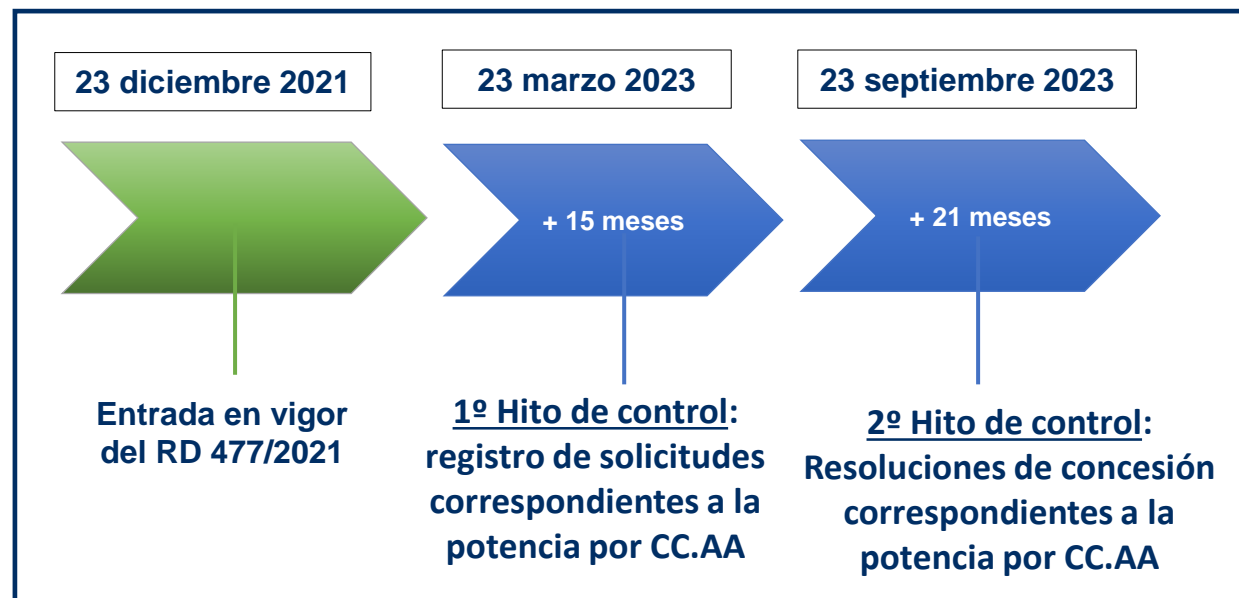 23 diciembre 2021
23 marzo 2023
23 septiembre 2023
+ 15 meses
+ 21 meses
Entrada en vigor
del RD 477/2021
1º Hito de control:
registro de solicitudes
correspondientes a la
potencia por CC.AA
2º Hito de control:
Resoluciones de concesión
correspondientes a la
potencia por CC.AA